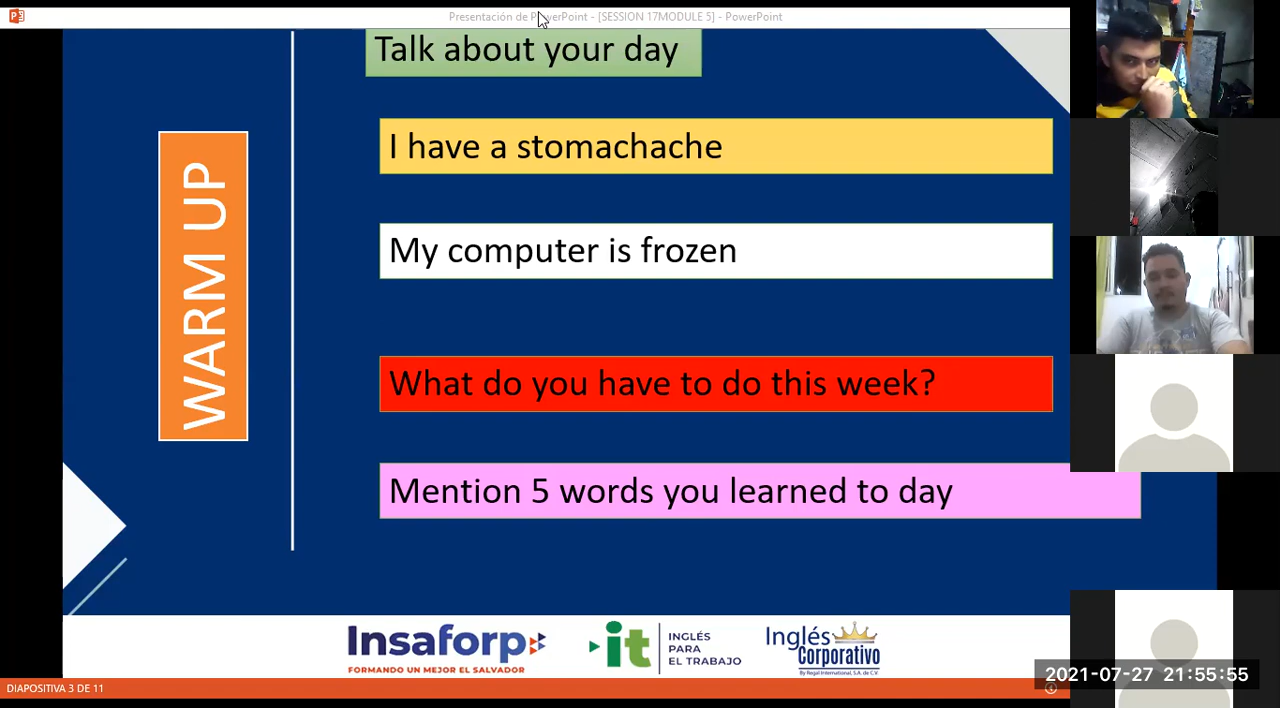 Presentación de PowerPoint - [SESSION 17MODULE 5] - PowerPoint
Talk about your day
I have a stomachache
My computer is frozen
WARM UP
What do you have to do this week?
Mention 5 words you learned to day
Insaforp
FORMANDO UN MEJOR EL SALVADOR
it
INGLÉS
PARA
EL TRABAJO
Inglés
Corporativo
By Regal International, S.A. de C.V.
2021-07-27 21:55:55
DIAPOSITIVA 3 DE 11